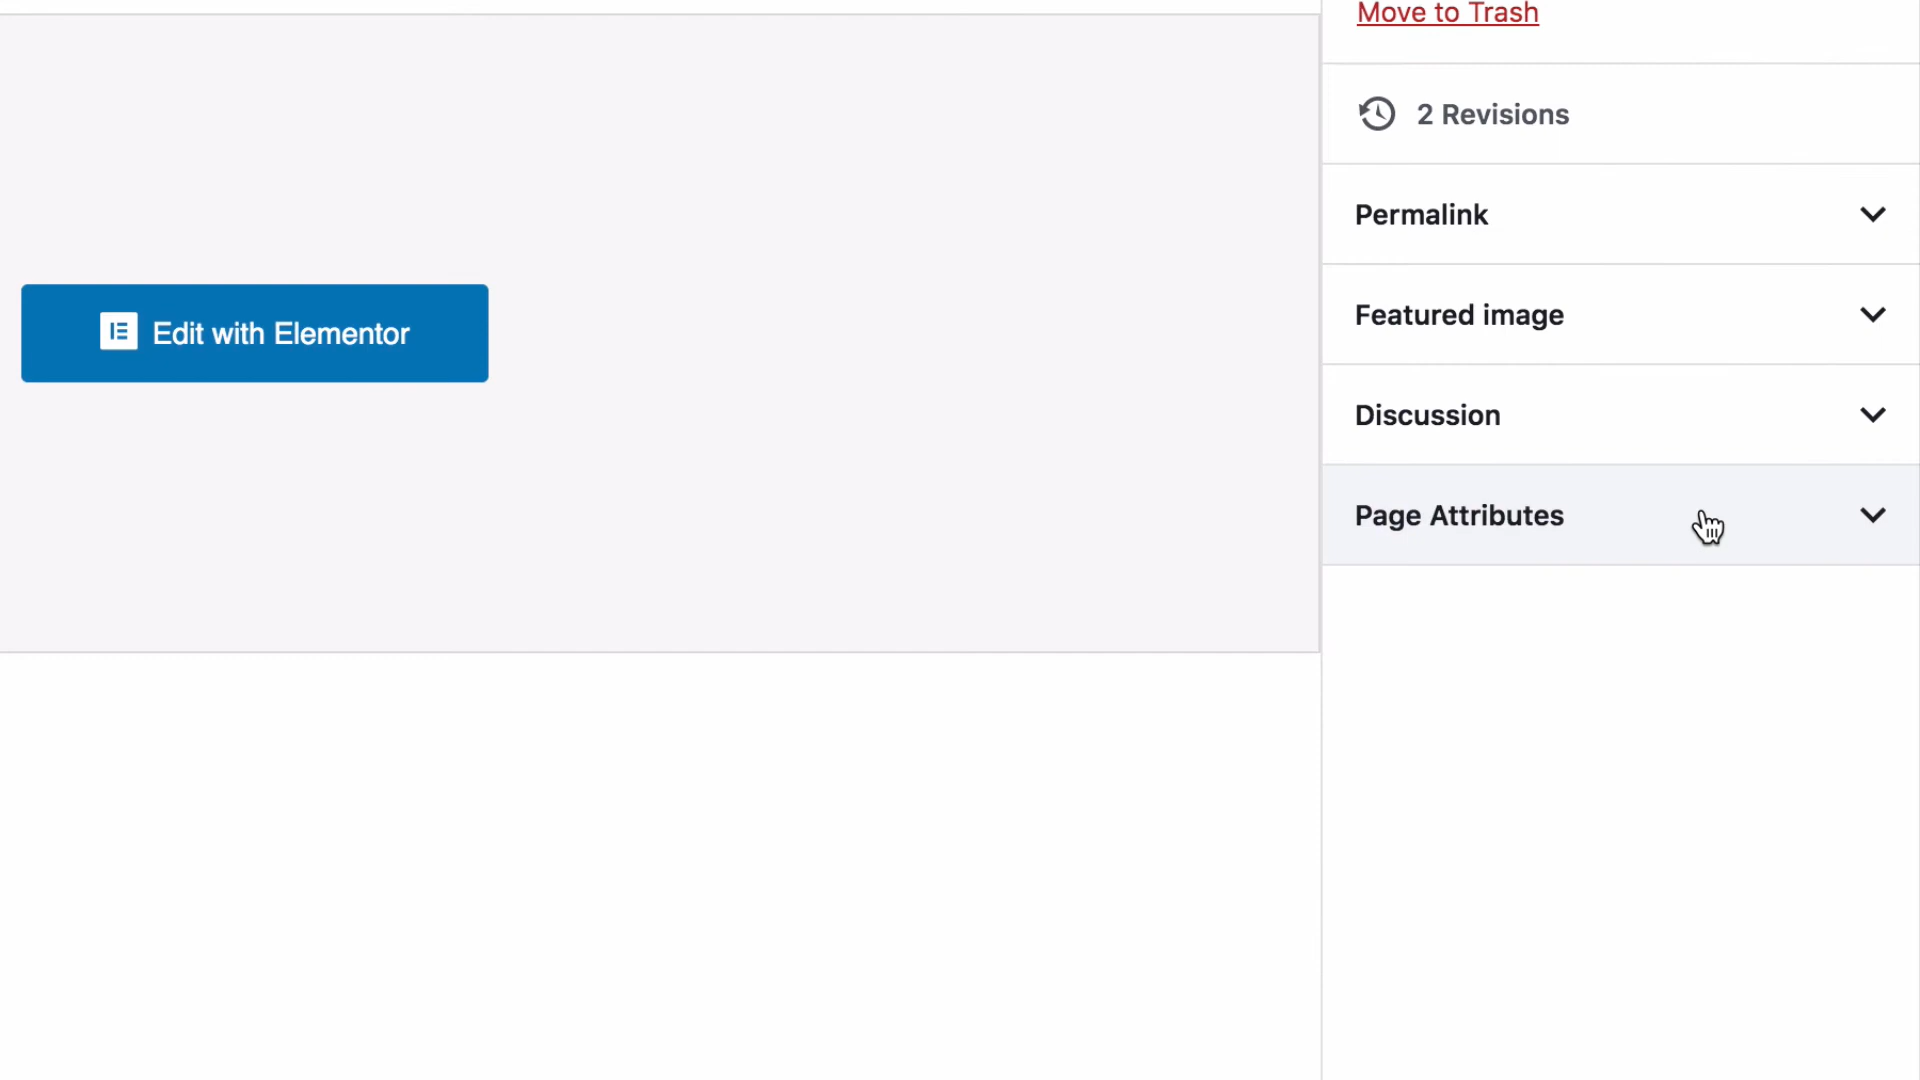 Move to Trash
2 Revisions
Permalink
Featured image
Edit with Elementor
Discussion
Page Attributes